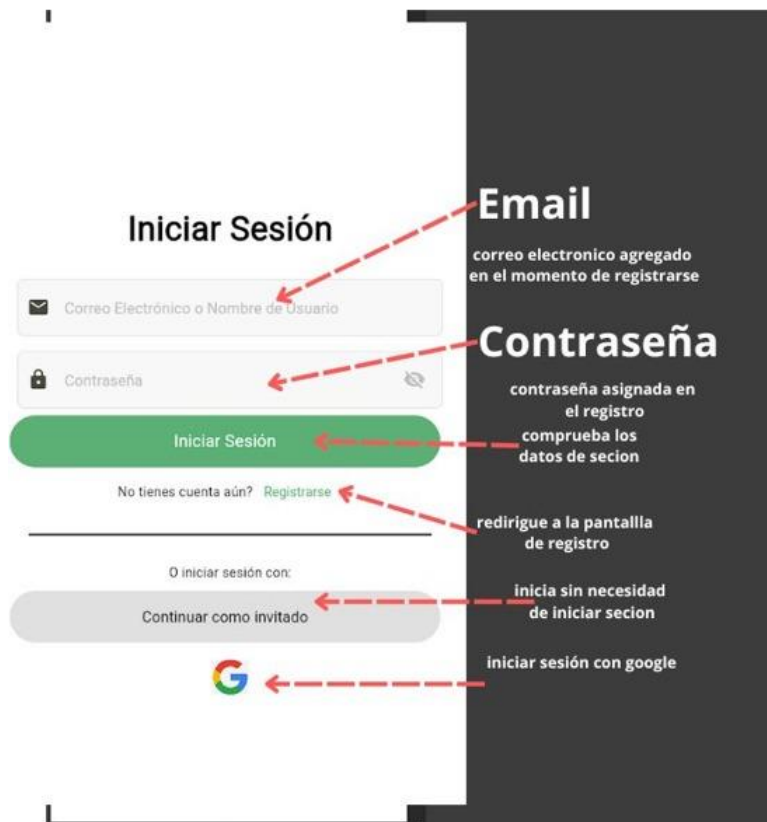 Iniciar Sesión
Correo Electrónico o Nombre de Usuario
Contraseña
Iniciar Sesión
No tienes cuenta aún? Registrarse
O iniciar sesión con:
Continuar como invitado
Email
correo electronico agregado
en el momento de registrarse
Contraseña
contraseña asignada en
el registro
comprueba los
datos de secion
redirigue a la pantallla
de registro
inicia sin necesidad
de iniciar secion
iniciar sesión con google